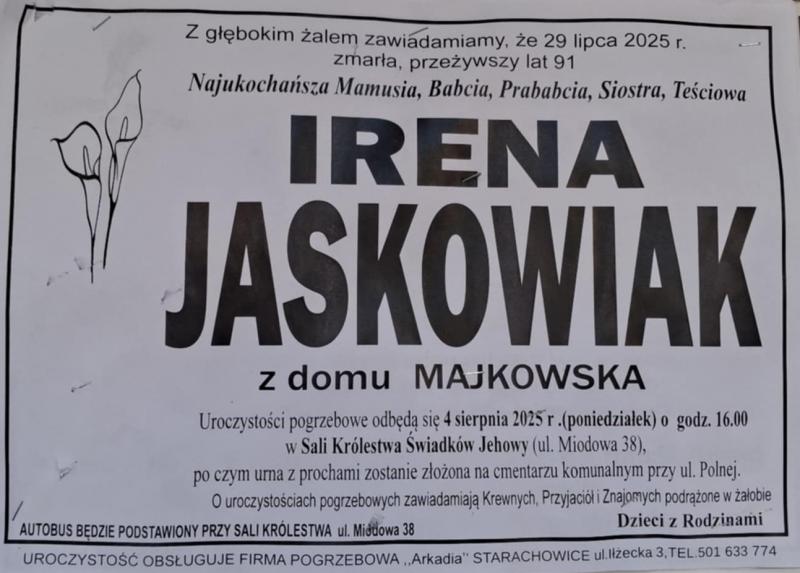 Z głębokim żalem zawiadamiamy, że 29 lipca 2025 r.
zmarła, przeżywszy lat 91
Najukochańsza Mamusia, Babcia, Prababcia, Siostra, Teściowa
IRENA
JASKOWIAK
z domu MAJKOWSKA
Uroczystości pogrzebowe odbędą się 4 sierpnia 2025 r .(poniedziałek) o godz. 16.00
w Sali Królestwa Świadków Jehowy (ul. Miodowa 38),
po czym urna z prochami zostanie złożona na cmentarzu komunalnym przy ul. Polnej.
O uroczystościach pogrzebowych zawiadamiają Krewnych, Przyjaciół i Znajomych podrążone w żałobie
Dzieci z Rodzinami
AUTOBUS BĘDZIE PODSTAWIONY PRZY SALI KRÓLESTWA ul. Miodowa 38
UROCZYSTOŚĆ OBSŁUGUJE FIRMA POGRZEBOWA ,,Arkadia" STARACHOWICE ul.Iłżecka 3,TEL.501 633 774